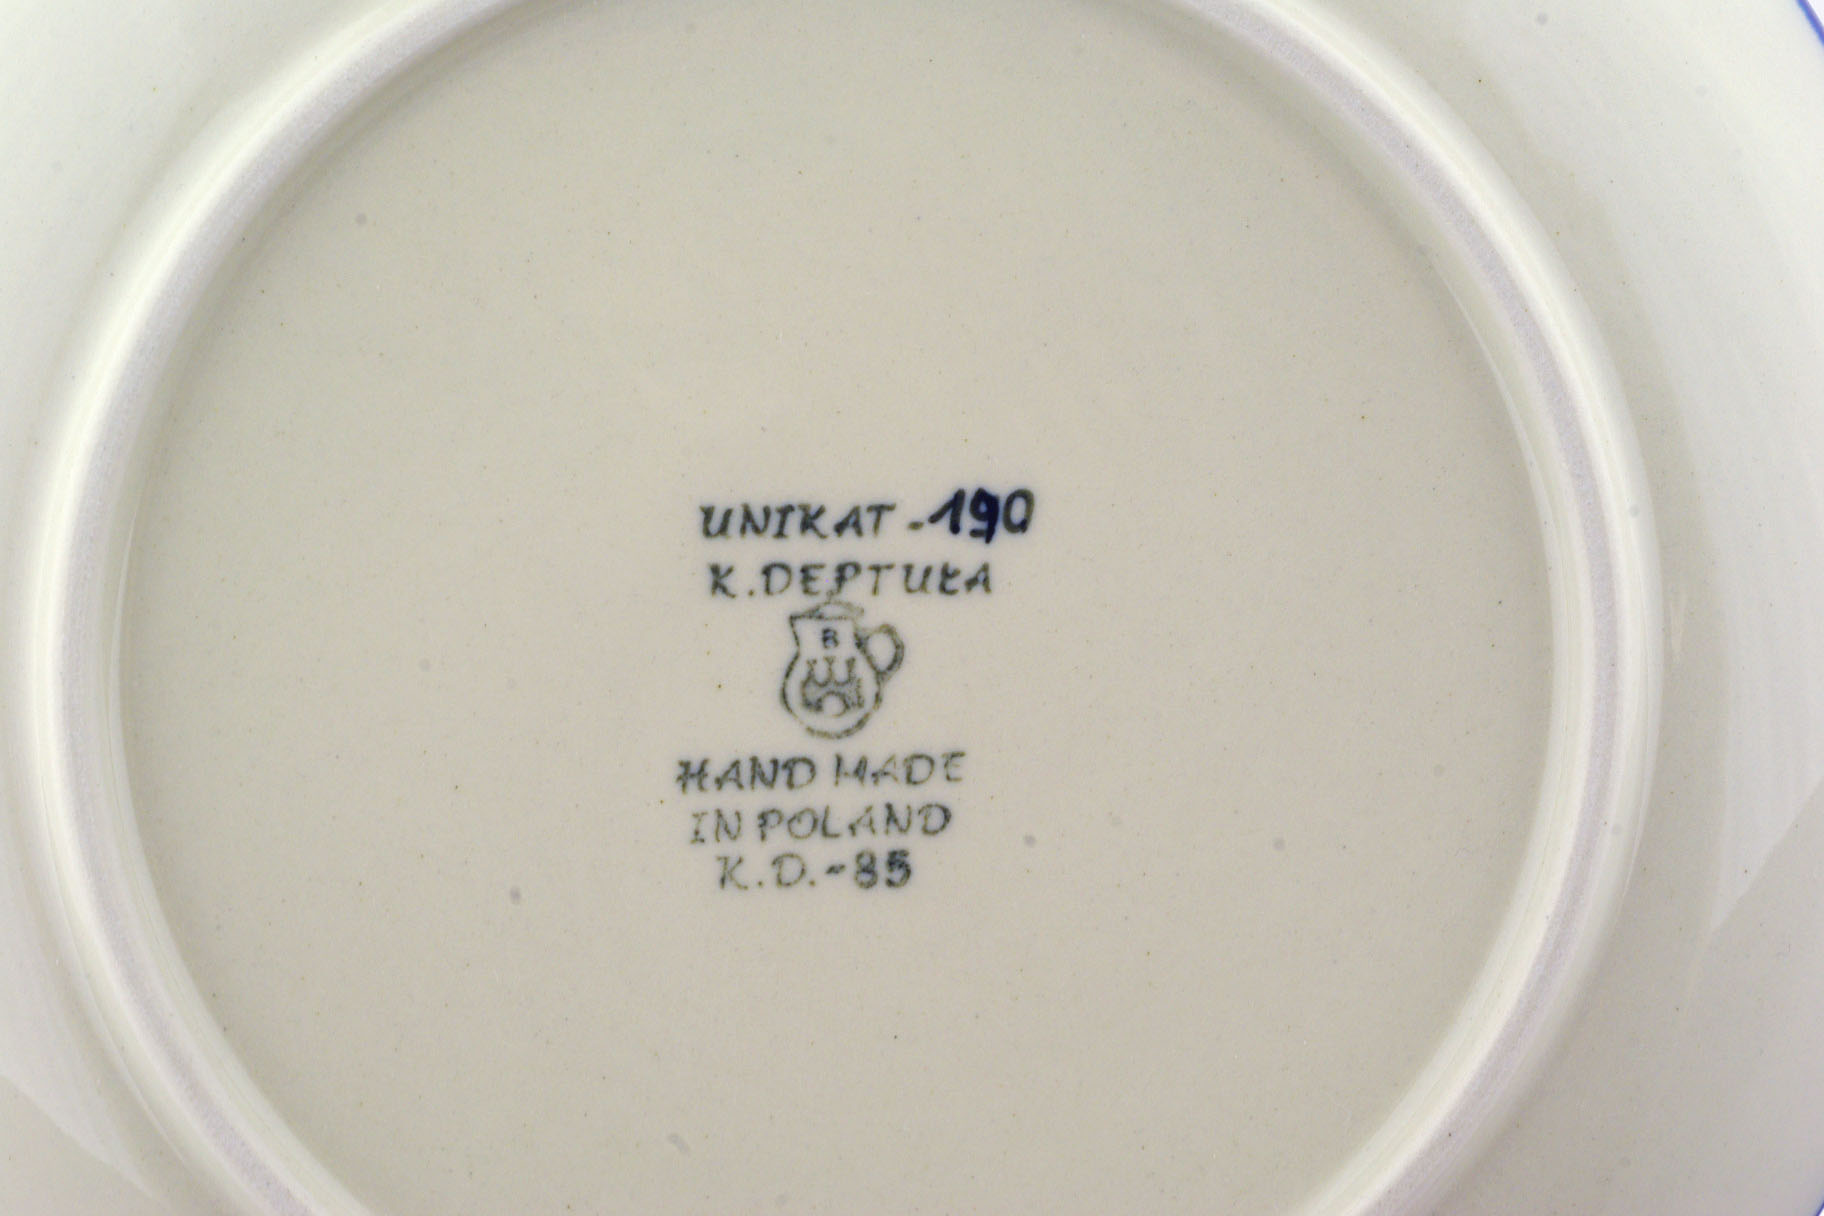 UNIKAT -190
K.DEPTUŁA
B
HAND MADE
IN POLAND
K.D.-85